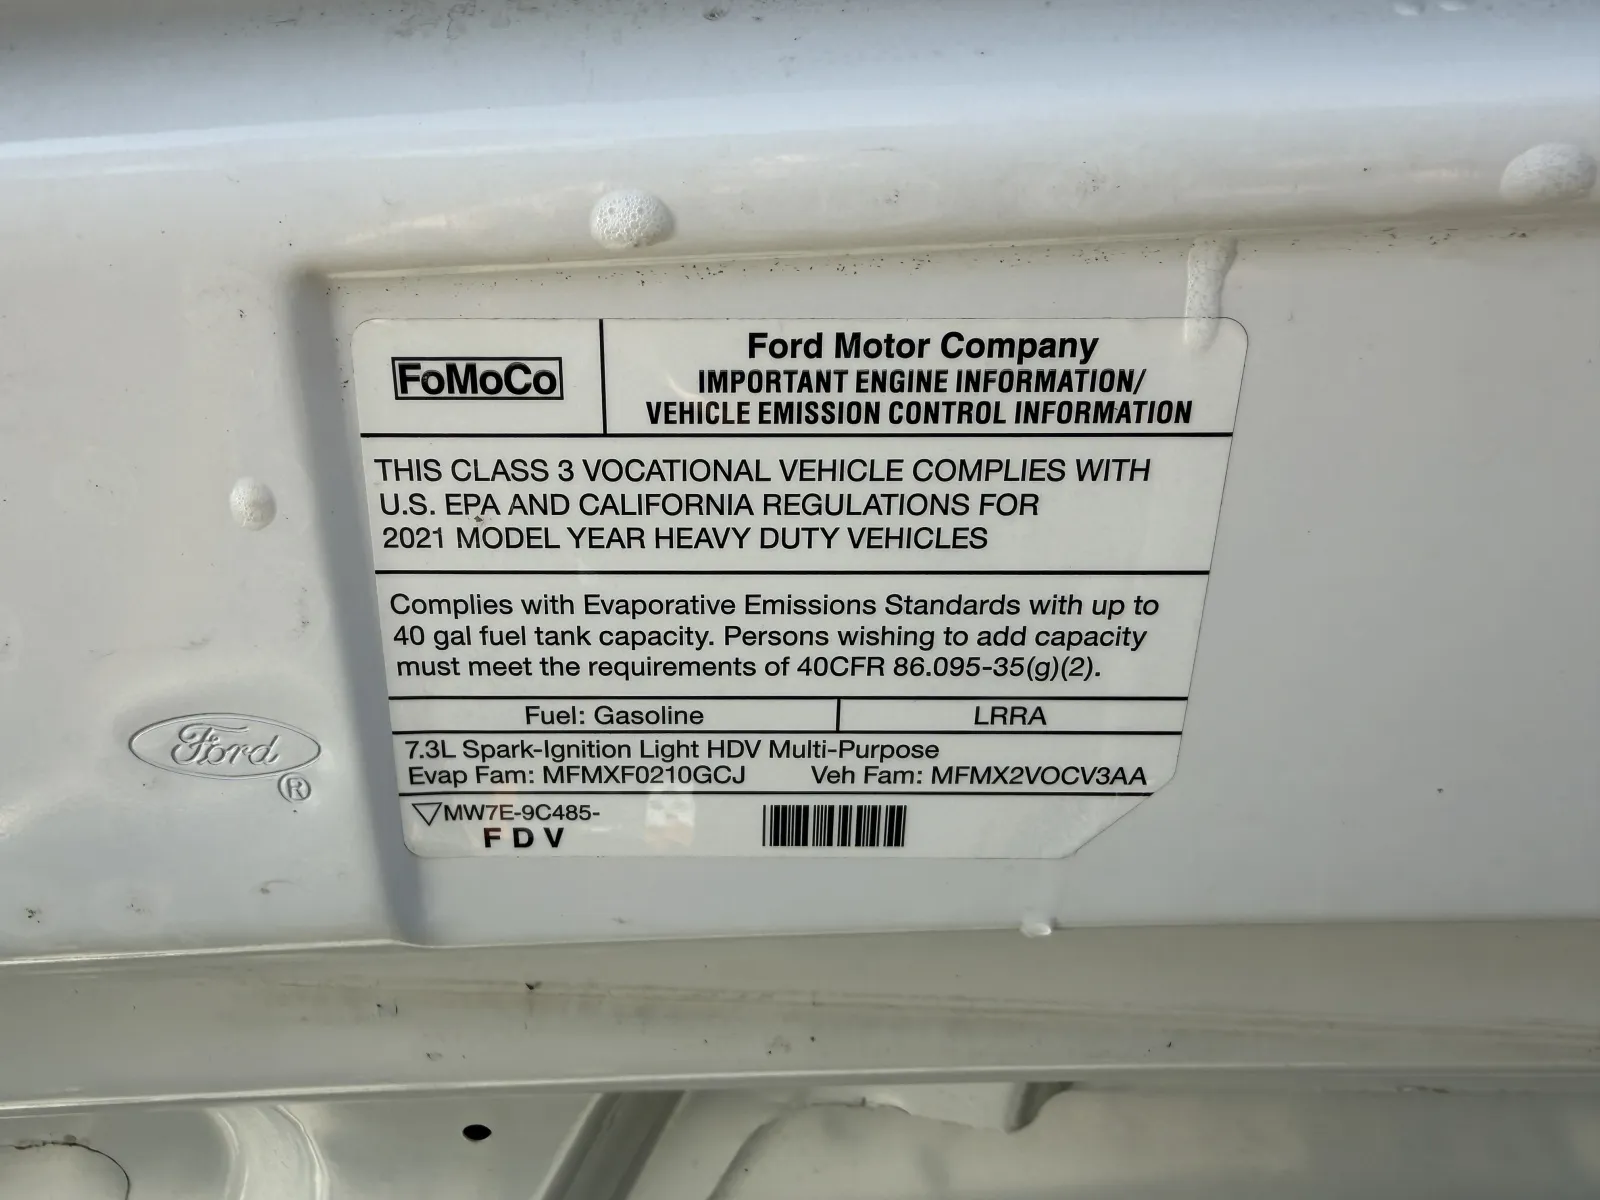 FoMoCo
Ford Motor Company
IMPORTANT ENGINE INFORMATION/
VEHICLE EMISSION CONTROL INFORMATION
THIS CLASS 3 VOCATIONAL VEHICLE COMPLIES WITH
U.S. EPA AND CALIFORNIA REGULATIONS FOR
2021 MODEL YEAR HEAVY DUTY VEHICLES
Complies with Evaporative Emissions Standards with up to
40 gal fuel tank capacity. Persons wishing to add capacity
must meet the requirements of 40CFR 86.095-35(g)(2).
Fuel: Gasoline LRRA
7.3L Spark-Ignition Light HDV Multi-Purpose
Evap Fam: MFMXF0210GCJ Veh Fam: MFMX2VOCV3AA
MW7E-9C485-
F D V
Ford
®